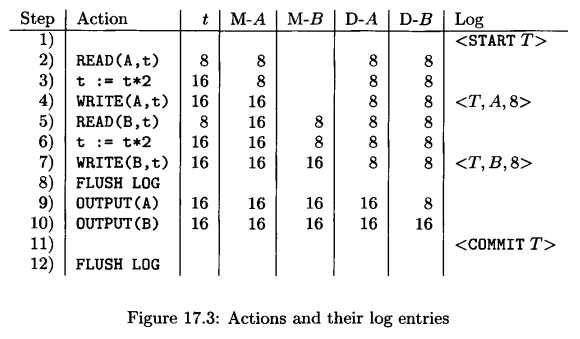 Step Action t M-A M-B D-A D-B Log
1) <START T>
2) READ(A,t) 8 8 8 8
3) t := t*2 16 8 8 8
4) WRITE(A,t) 16 16 8 8 <T, A, 8>
5) READ(B,t) 8 16 8 8 8
6) t := t*2 16 16 8 8 8
7) WRITE(B,t) 16 16 16 8 8 <T, B, 8>
8) FLUSH LOG
9) OUTPUT(A) 16 16 16 16 8
10) OUTPUT(B) 16 16 16 16 16
11) <COMMIT T>
12) FLUSH LOG
Figure 17.3: Actions and their log entries